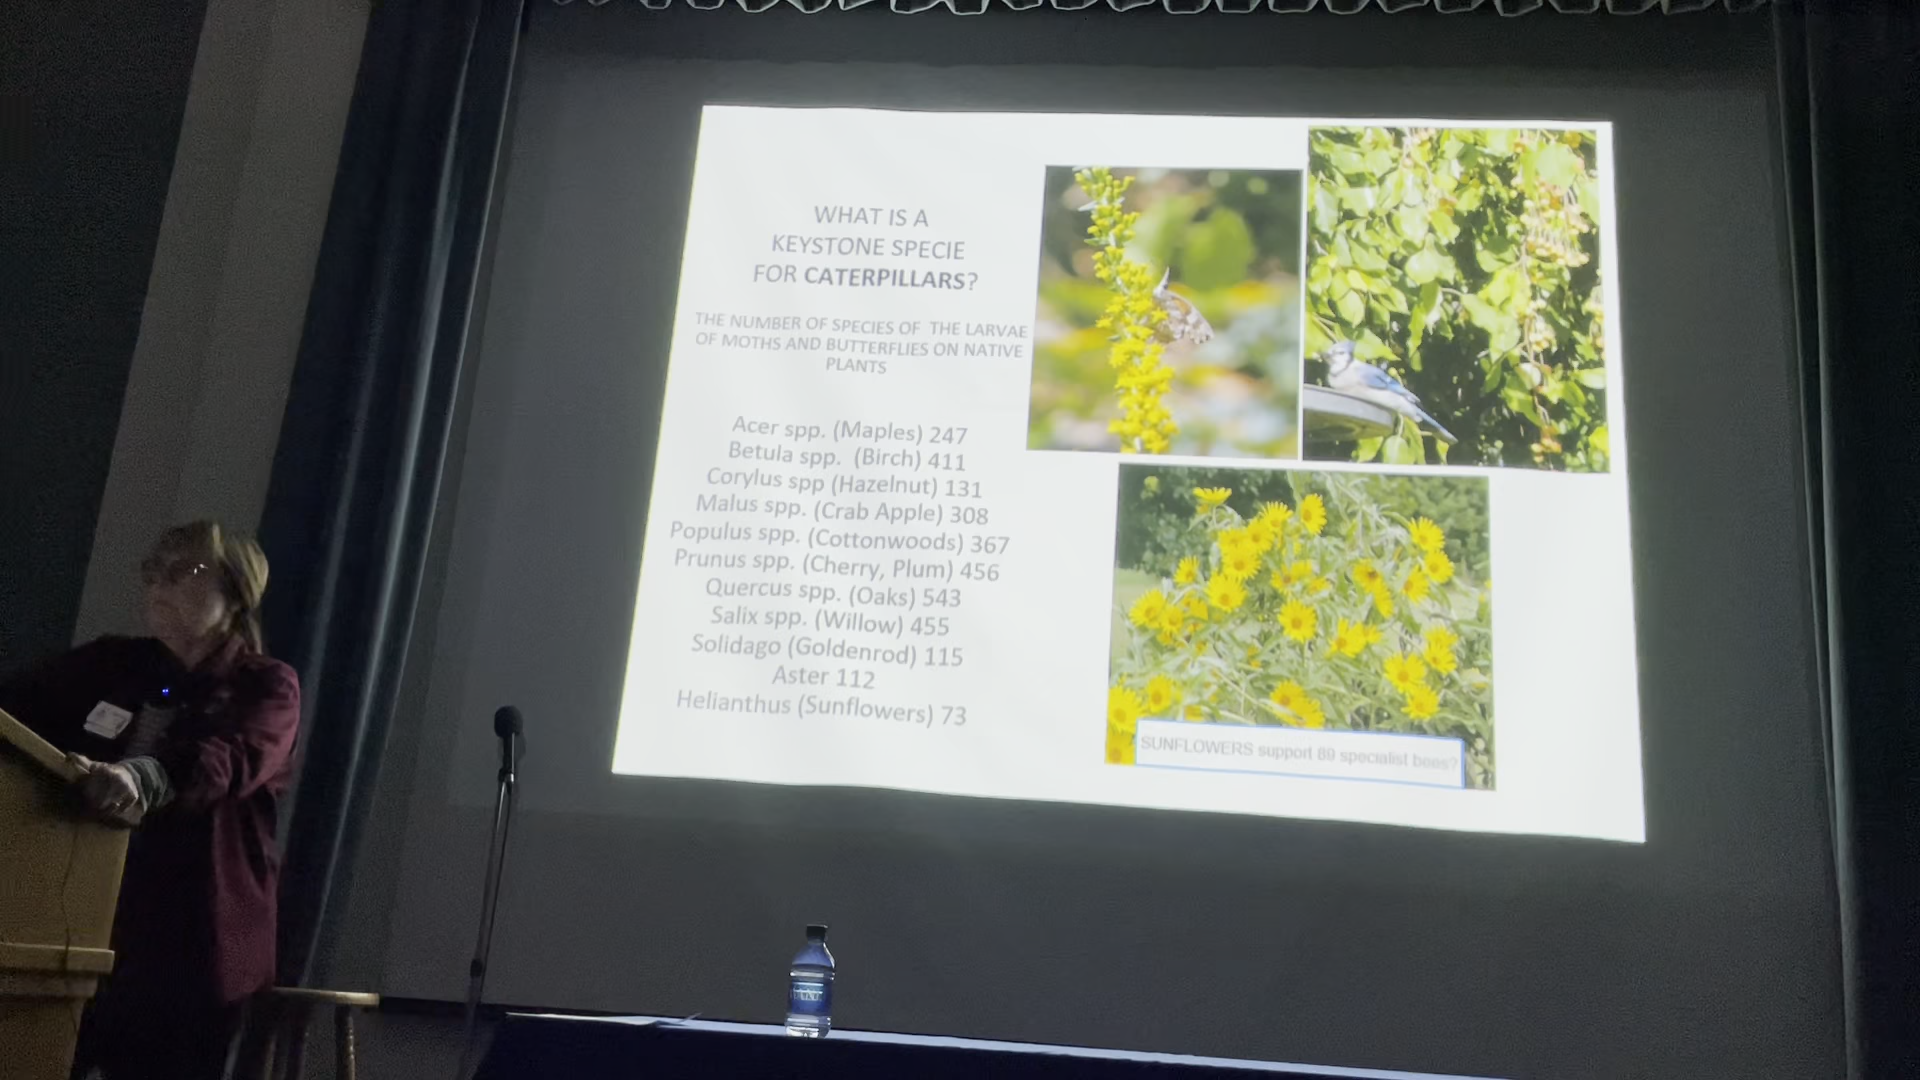 WHAT IS A
KEYSTONE SPECIE
FOR CATERPILLARS?
THE NUMBER OF SPECIES OF THE LARVAE
OF MOTHS AND BUTTERFLIES ON NATIVE
PLANTS
Acer spp. (Maples) 247
Betula spp. (Birch) 411
Corylus spp (Hazelnut) 131
Malus spp. (Crab Apple) 308
Populus spp. (Cottonwoods) 367
Prunus spp. (Cherry, Plum) 456
Quercus spp. (Oaks) 543
Salix spp. (Willow) 455
Solidago (Goldenrod) 115
Aster 112
Helianthus (Sunflowers) 73
SUNFLOWERS support 89 specialist bees?